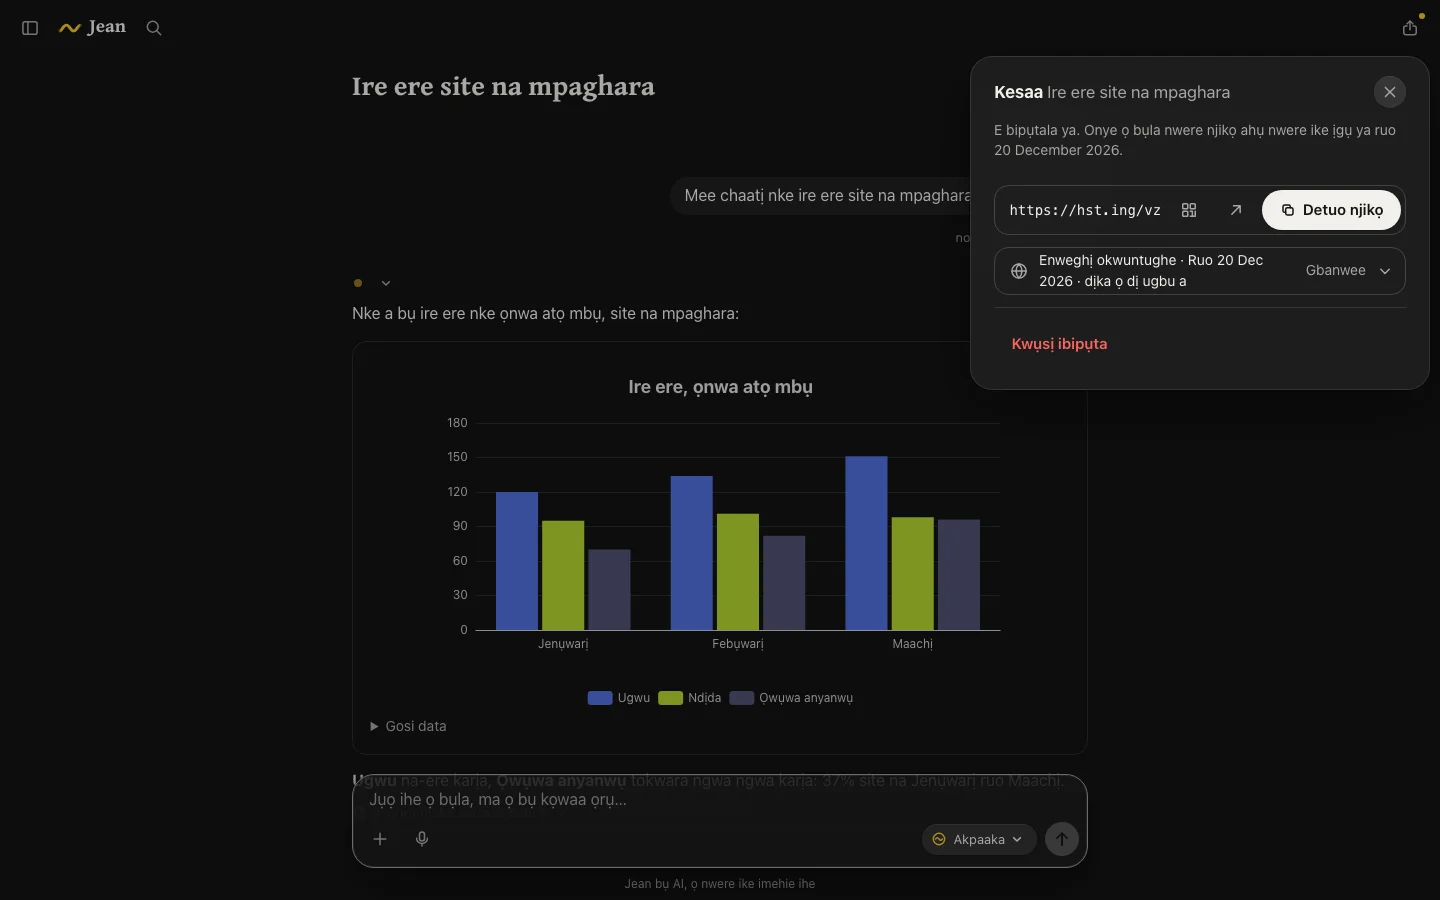 Jean
Ire ere site na mpaghara
Mee chaatị nke ire ere site na mpaghara
no
Nke a bụ ire ere nke ọnwa atọ mbụ, site na mpaghara:
Ire ere, ọnwa atọ mbụ
180
150
120
90
60
30
0
Jenụwarị
Febụwarị
Maachị
Ugwu
Ndịda
Ọwụwa anyanwụ
Gosi data
Ugwu na-ere karịa, Ọwụwa anyanwụ tokwara ngwa ngwa karịa: 37% site na Jenụwarị ruo Maachị.
Jụọ ihe ọ bụla, ma ọ bụ kọwaa ọrụ...
Akpaaka
Jean bụ AI, ọ nwere ike imehie ihe
Kesaa Ire ere site na mpaghara
E bipụtala ya. Onye ọ bụla nwere njikọ ahụ nwere ike ịgụ ya ruo
20 December 2026.
https://hst.ing/vz
Detuo njikọ
Enweghị okwuntughe · Ruo 20 Dec
2026 · dịka ọ dị ugbu a
Gbanwee
Kwụsị ibipụta